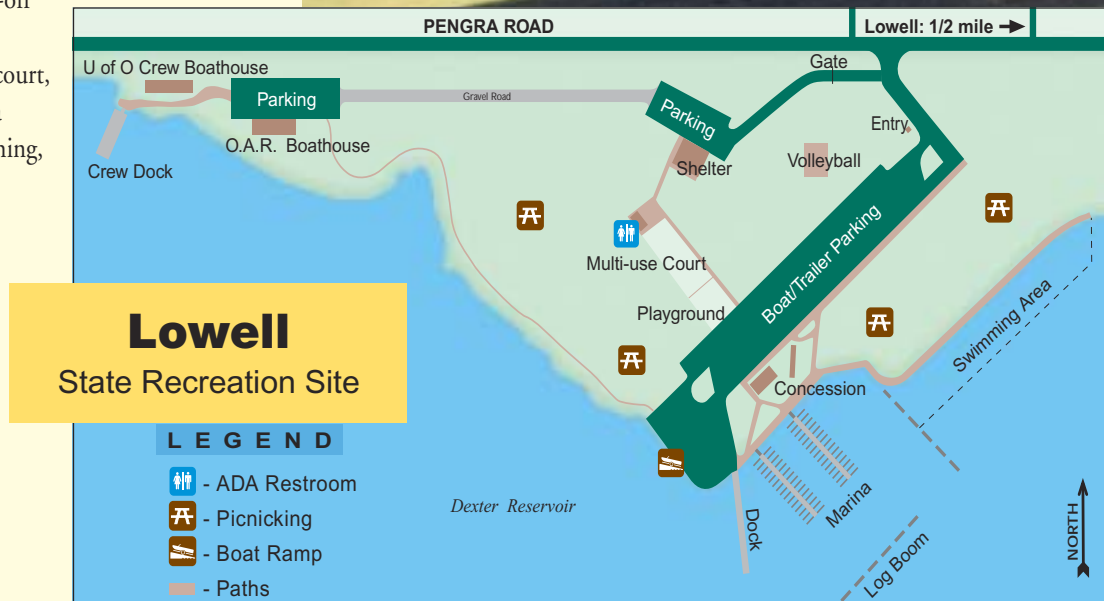 court,
ning,
PENGRA ROAD
Lowell: 1/2 mile
U of O Crew Boathouse
Parking
Gravel Road
Parking
Gate
Entry
O.A.R. Boathouse
Crew Dock
Shelter
Volleyball
Multi-use Court
Boat/Trailer Parking
Playground
Swimming Area
Concession
Marina
Dock
Log Boom
NORTH
Dexter Reservoir
Lowell
State Recreation Site
LEGEND
- ADA Restroom
- Picnicking
- Boat Ramp
- Paths